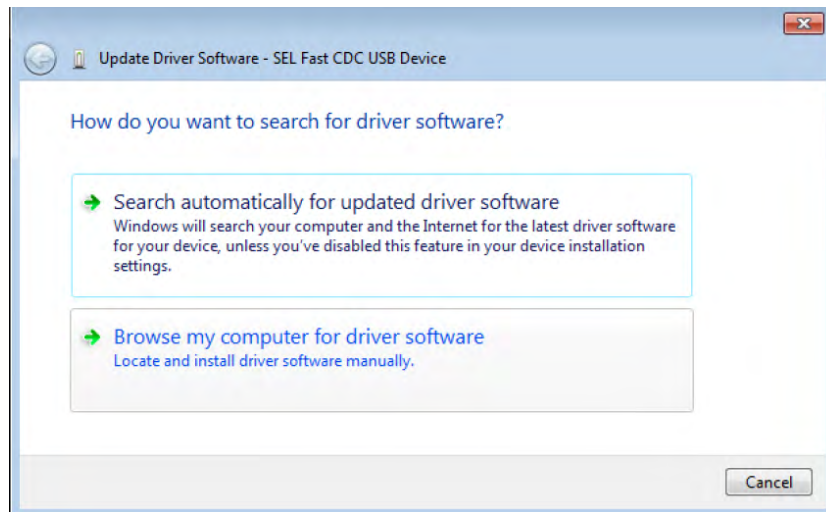 Update Driver Software - SEL Fast CDC USB Device
How do you want to search for driver software?
Search automatically for updated driver software
Windows will search your computer and the Internet for the latest driver software
for your device, unless you've disabled this feature in your device installation
settings.
Browse my computer for driver software
Locate and install driver software manually.
Cancel